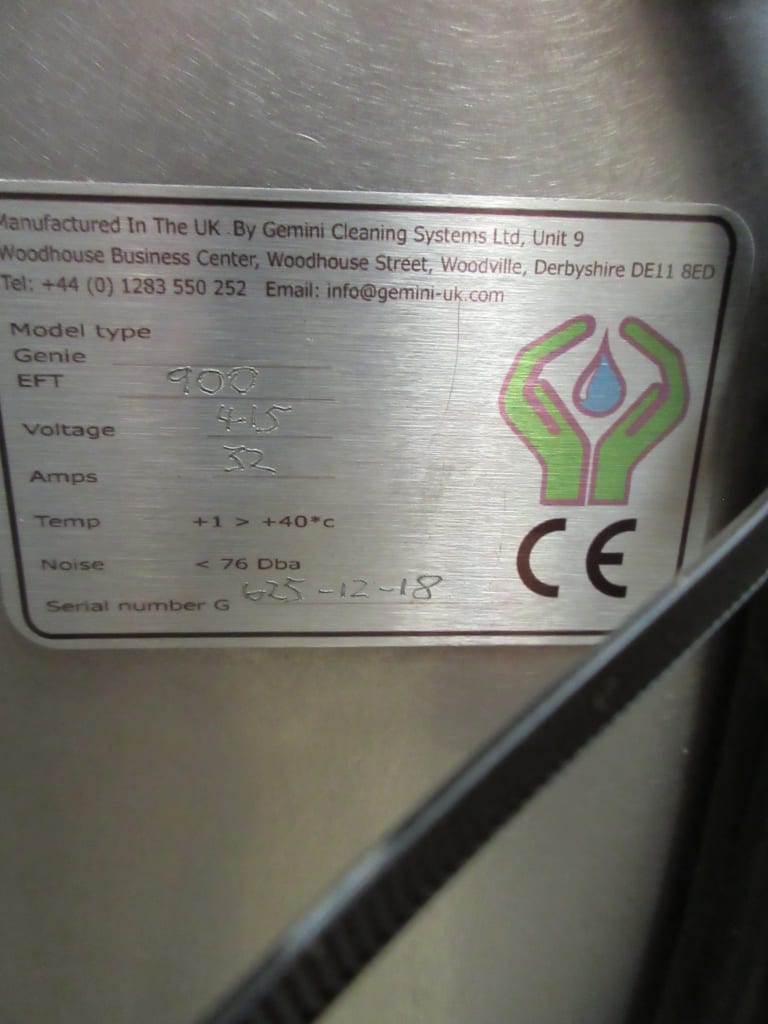 Manufactured In The UK By Gemini Cleaning Systems Ltd, Unit 9
Woodhouse Business Center, Woodhouse Street, Woodville, Derbyshire DE11 8ED
Tel: +44 (0) 1283 550 252 Email: info@gemini-uk.com
Model type
Genie
EFT 900
Voltage 415
Amps 32
Temp +1 > +40*c
Noise < 76 Dba
Serial number G 625-12-18
CE